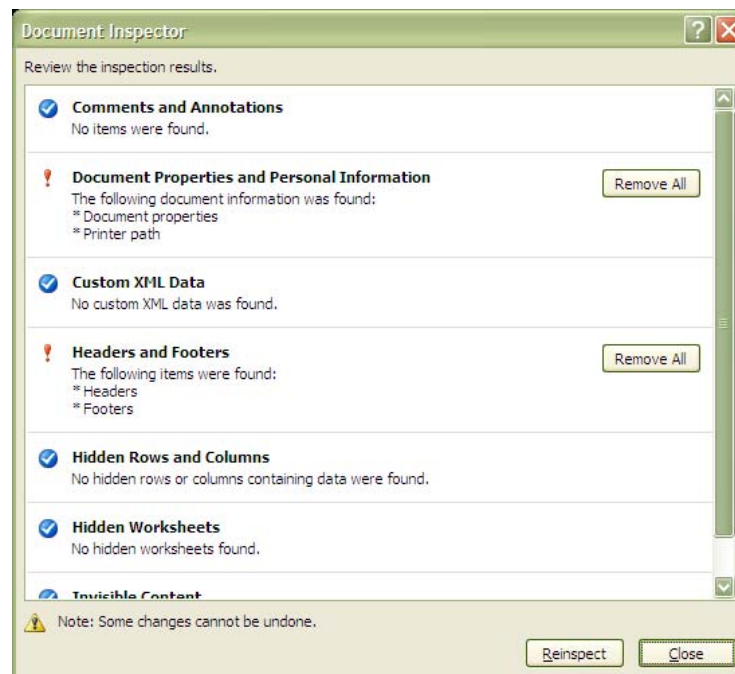 Document Inspector
Review the inspection results.
Comments and Annotations
No items were found.
Document Properties and Personal Information
Remove All
The following document information was found:
* Document properties
* Printer path
Custom XML Data
No custom XML data was found.
Headers and Footers
Remove All
The following items were found:
* Headers
* Footers
Hidden Rows and Columns
No hidden rows or columns containing data were found.
Hidden Worksheets
No hidden worksheets found.
Invisible Content
Note: Some changes cannot be undone.
Reinspect
Close